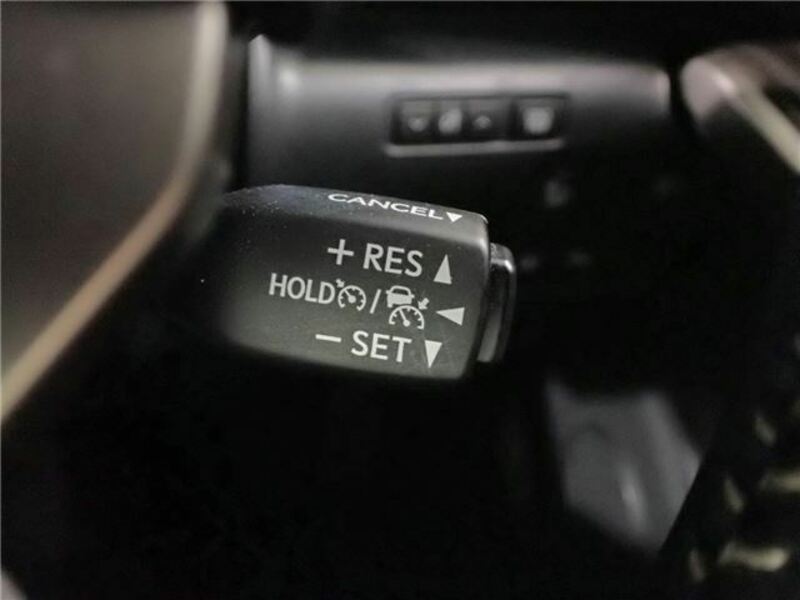 CANCEL▼
+ RES ▲
HOLD / ◀
− SET ▼